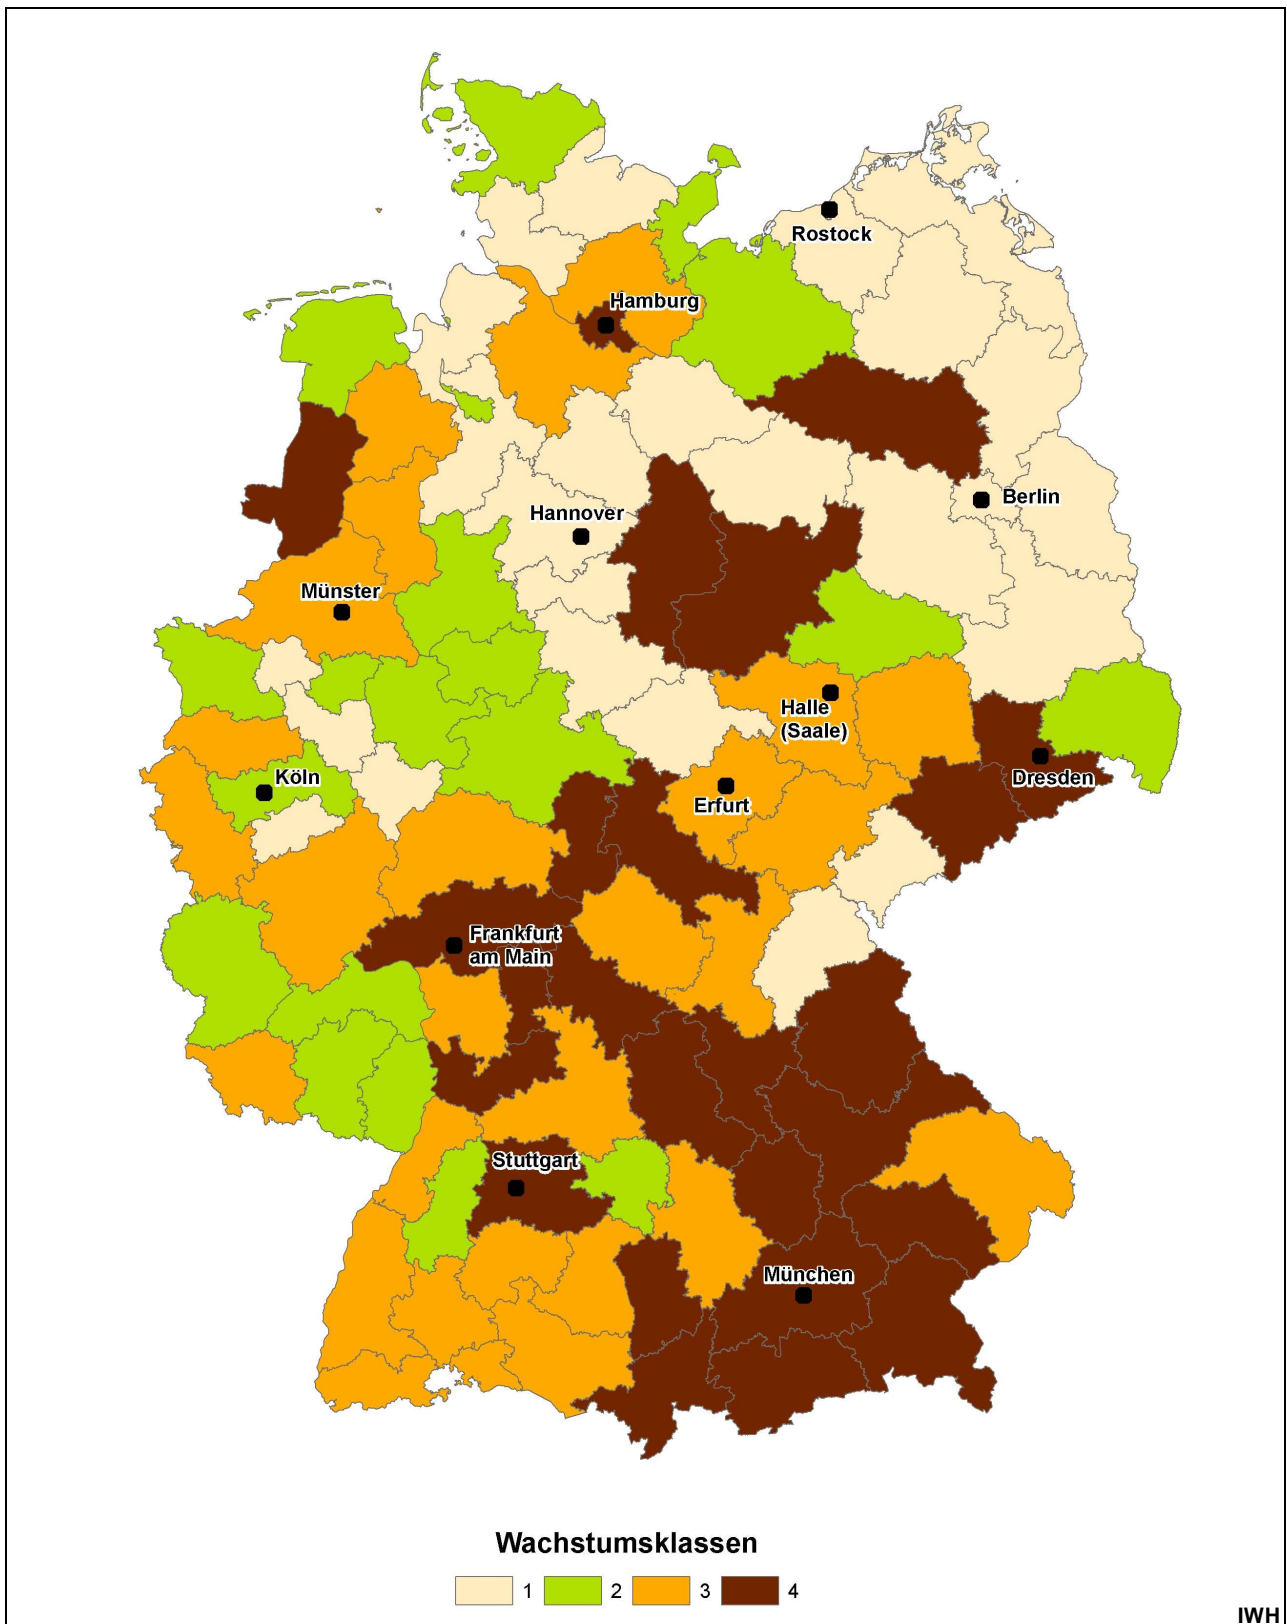 Rostock
Hamburg
Berlin
Hannover
Münster
Halle
(Saale)
Köln
Dresden
Erfurt
Frankfurt
am Main
Stuttgart
München
Wachstumsklassen
1 2 3 4
IWH